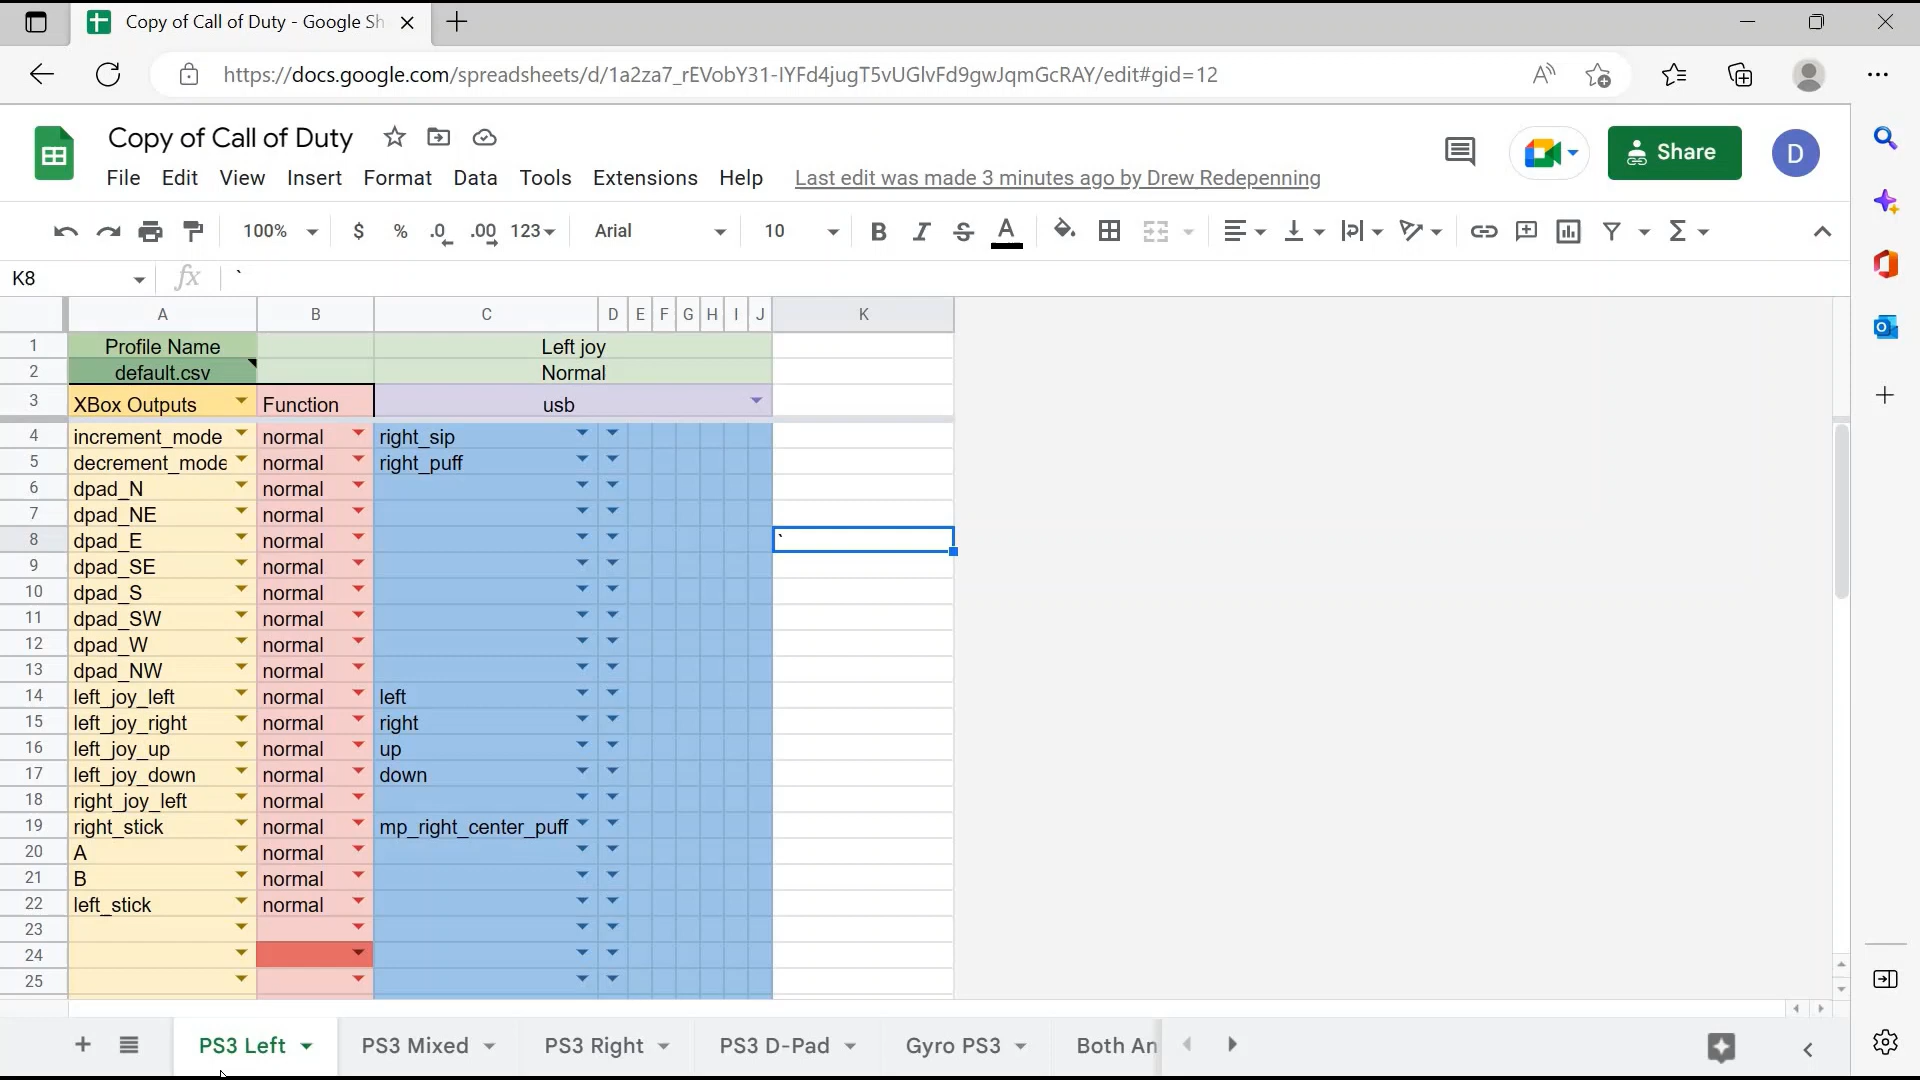 Copy of Call of Duty - Google Sh
https://docs.google.com/spreadsheets/d/1a2za7_rEVobY31-IYFd4jugT5vUGlvFd9gwJqmGcRAY/edit#gid=12
Copy of Call of Duty
Share
D
File Edit View Insert Format Data Tools Extensions Help Last edit was made 3 minutes ago by Drew Redepenning
100% $ % .0 .00 123 Arial 10 B I S A
K8 fx `
A B C D E F G H I J K
1 Profile Name Left joy
2 default.csv Normal
3 XBox Outputs Function usb
4 increment_mode normal right_sip
5 decrement_mode normal right_puff
6 dpad_N normal
7 dpad_NE normal
8 dpad_E normal `
9 dpad_SE normal
10 dpad_S normal
11 dpad_SW normal
12 dpad_W normal
13 dpad_NW normal
14 left_joy_left normal left
15 left_joy_right normal right
16 left_joy_up normal up
17 left_joy_down normal down
18 right_joy_left normal
19 right_stick normal mp_right_center_puff
20 A normal
21 B normal
22 left_stick normal
23
24
25
PS3 Left PS3 Mixed PS3 Right PS3 D-Pad Gyro PS3 Both An